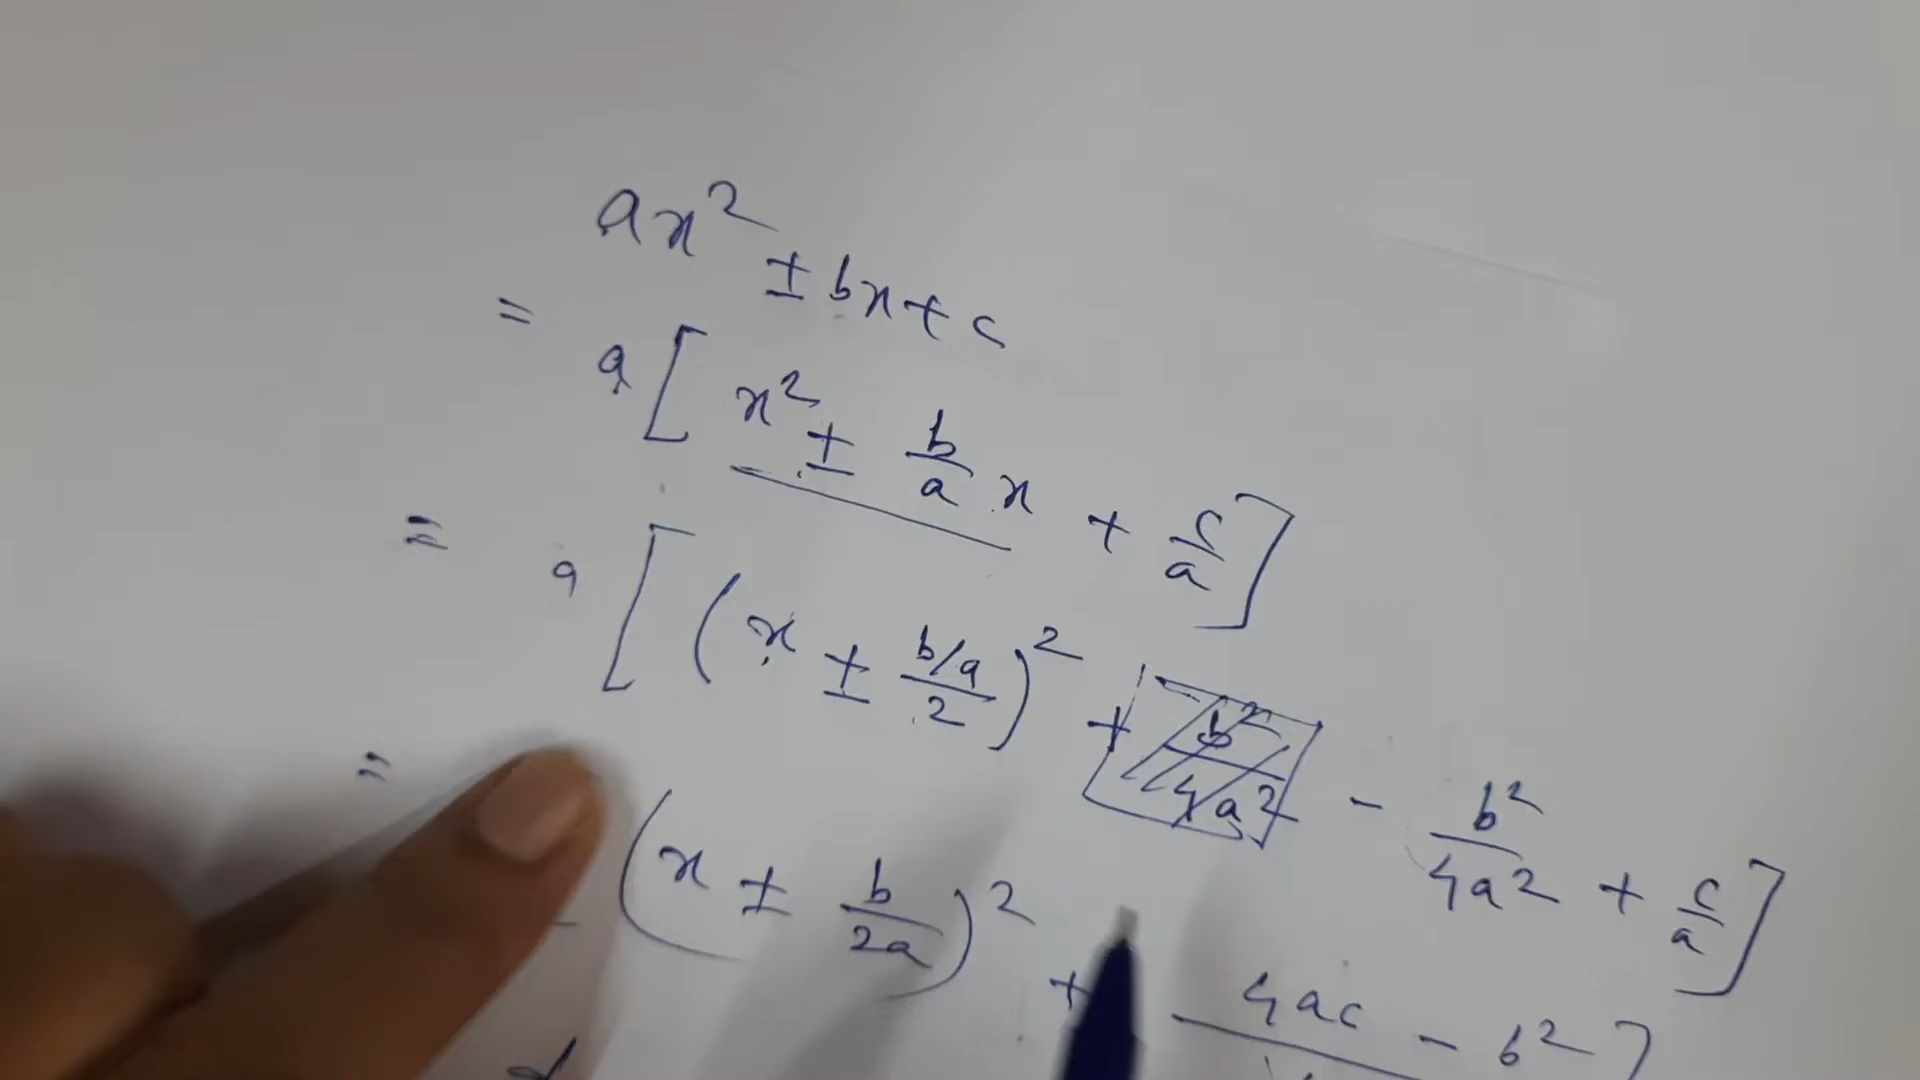 ax² ± bx + c
= a[x² ± b/a x + c/a]
= a[(x ± b/a/2)² + b²/4a² - b²/4a² + c/a]
= (x ± b/2a)² + 4ac - b²]